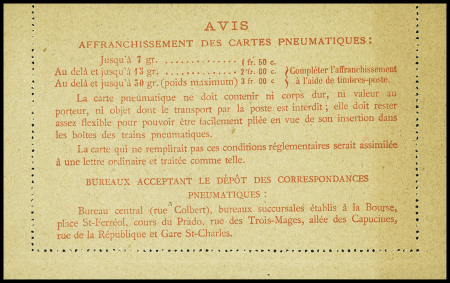 AVIS
AFFRANCHISSEMENT DES CARTES PNEUMATIQUES:
Jusqu'à 7 gr. . . . . . . . . . . . . . 1 fr. 50 c.
Au delà et jusqu'à 15 gr. . . . . . . . . . . . . . 2 fr. 00 c. Compléter l'affranchissement
Au delà et jusqu'à 30 gr. (poids maximum) 3 fr. 00 c. à l'aide de timbres-poste.
La carte pneumatique ne doit contenir ni corps dur, ni valeur au
porteur, ni objet dont le transport par la poste est interdit ; elle doit rester
assez flexible pour pouvoir être facilement pliée en vue de son insertion dans
les boîtes des trains pneumatiques.
La carte qui ne remplirait pas ces conditions réglementaires serait assimilée
à une lettre ordinaire et traitée comme telle.
BUREAUX ACCEPTANT LE DÉPÔT DES CORRESPONDANCES
PNEUMATIQUES :
Bureau central (rue Colbert), bureaux succursales établis à la Bourse,
place St-Ferréol, cours du Prado, rue des Trois-Mages, allée des Capucines,
rue de la République et Gare St-Charles.